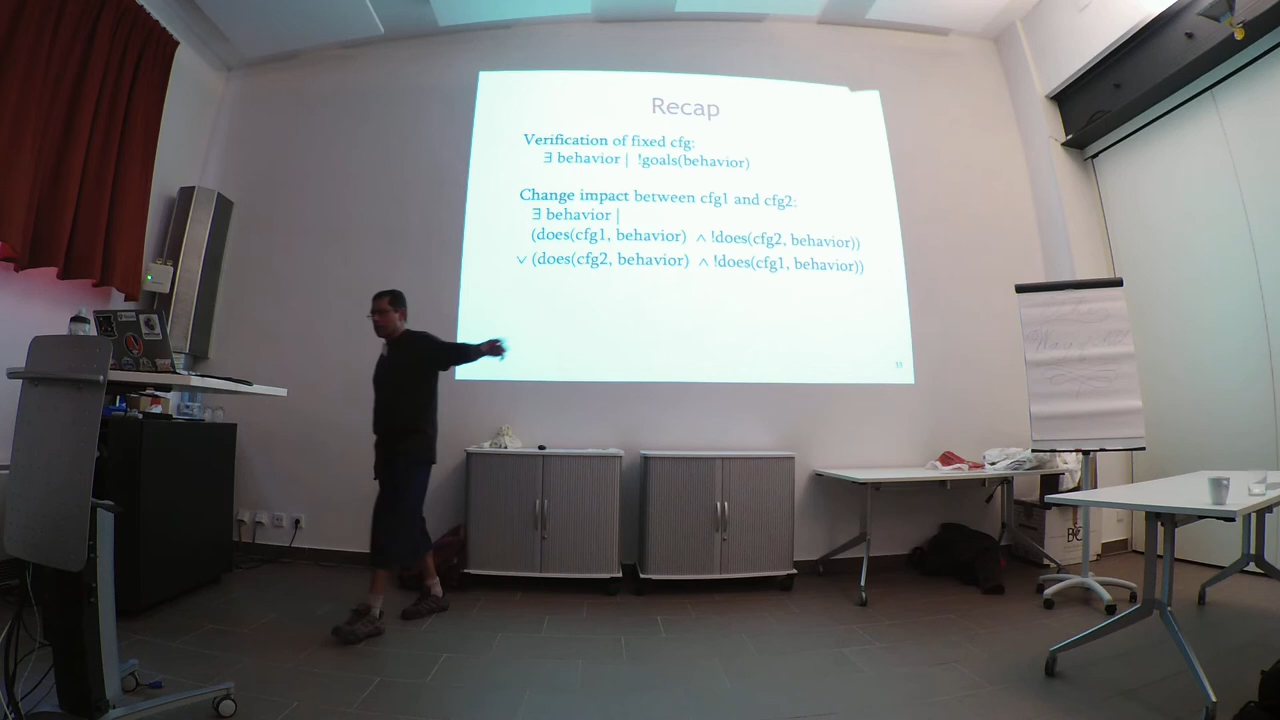 Recap
Verification of fixed cfg:
∃ behavior | !goals(behavior)
Change impact between cfg1 and cfg2:
∃ behavior |
(does(cfg1, behavior) ∧ !does(cfg2, behavior))
∨ (does(cfg2, behavior) ∧ !does(cfg1, behavior))